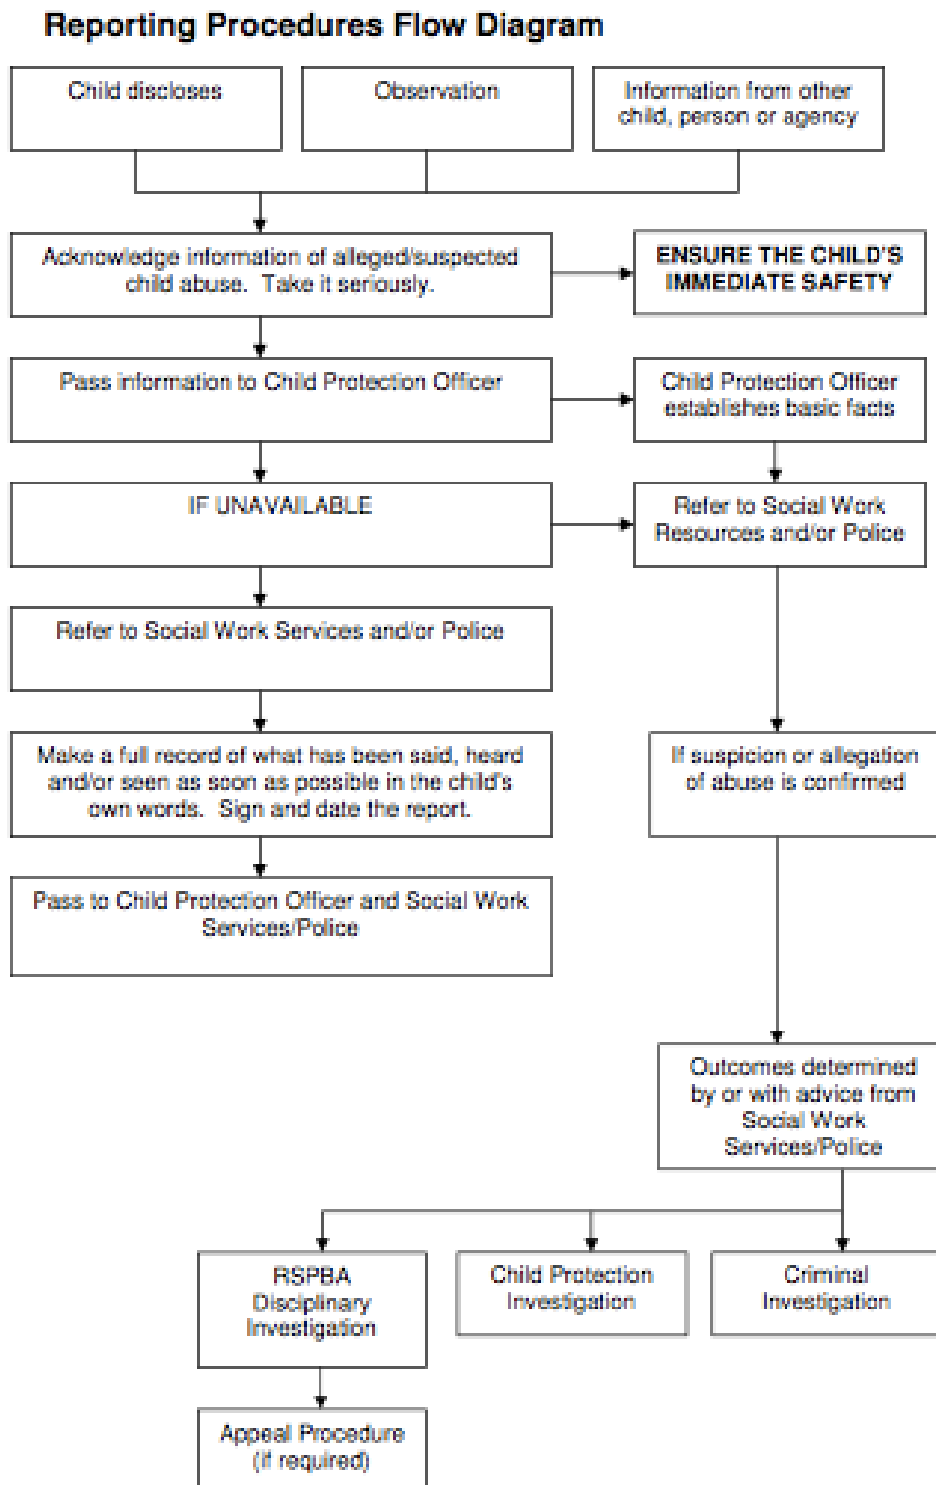 Reporting Procedures Flow Diagram
Child discloses
Observation
Information from other
child, person or agency
Acknowledge information of alleged/suspected
child abuse. Take it seriously.
ENSURE THE CHILD'S
IMMEDIATE SAFETY
Pass information to Child Protection Officer
Child Protection Officer
establishes basic facts
IF UNAVAILABLE
Refer to Social Work
Resources and/or Police
Refer to Social Work Services and/or Police
Make a full record of what has been said, heard
and/or seen as soon as possible in the child's
own words. Sign and date the report.
If suspicion or allegation
of abuse is confirmed
Pass to Child Protection Officer and Social Work
Services/Police
Outcomes determined
by or with advice from
Social Work
Services/Police
RSPBA
Disciplinary
Investigation
Child Protection
Investigation
Criminal
Investigation
Appeal Procedure
(if required)